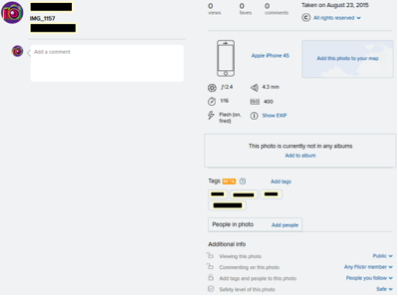 IMG_1157
Add a comment
0 views
0 faves
0 comments
Taken on August 23, 2015
All rights reserved
Apple iPhone 4S
Add this photo to your map
ƒ/2.4
4.3 mm
1/16
ISO 400
Flash (on, fired)
Show EXIF
This photo is currently not in any albums
Add to album
Tags
Add tags
People in photo Add people
Additional info
Viewing this photo Public
Commenting on this photo Any Flickr member
Add tags and people to this photo People you follow
Safety level of this photo Safe